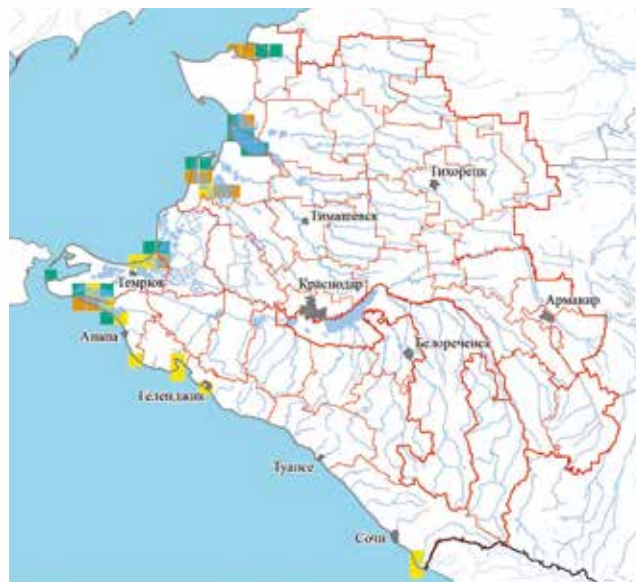 Тихорецк
Тимашевск
Темрюк
Краснодар
Армавир
Анапа
Белореченск
Геленджик
Туапсе
Сочи